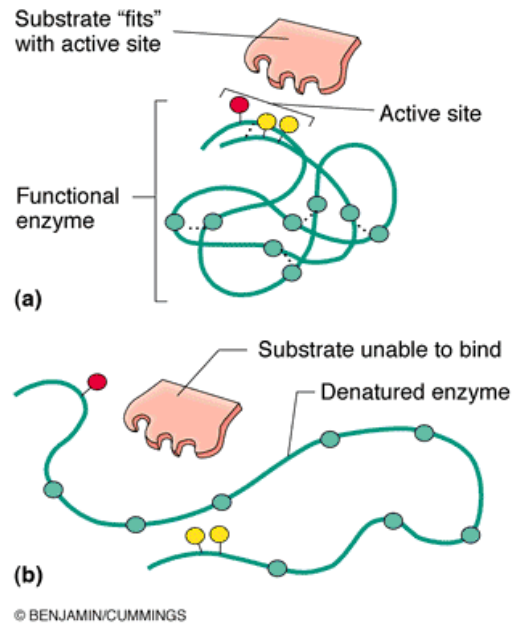 Substrate “fits”
with active site
Active site
Functional
enzyme
(a)
Substrate unable to bind
Denatured enzyme
(b)
© BENJAMIN/CUMMINGS